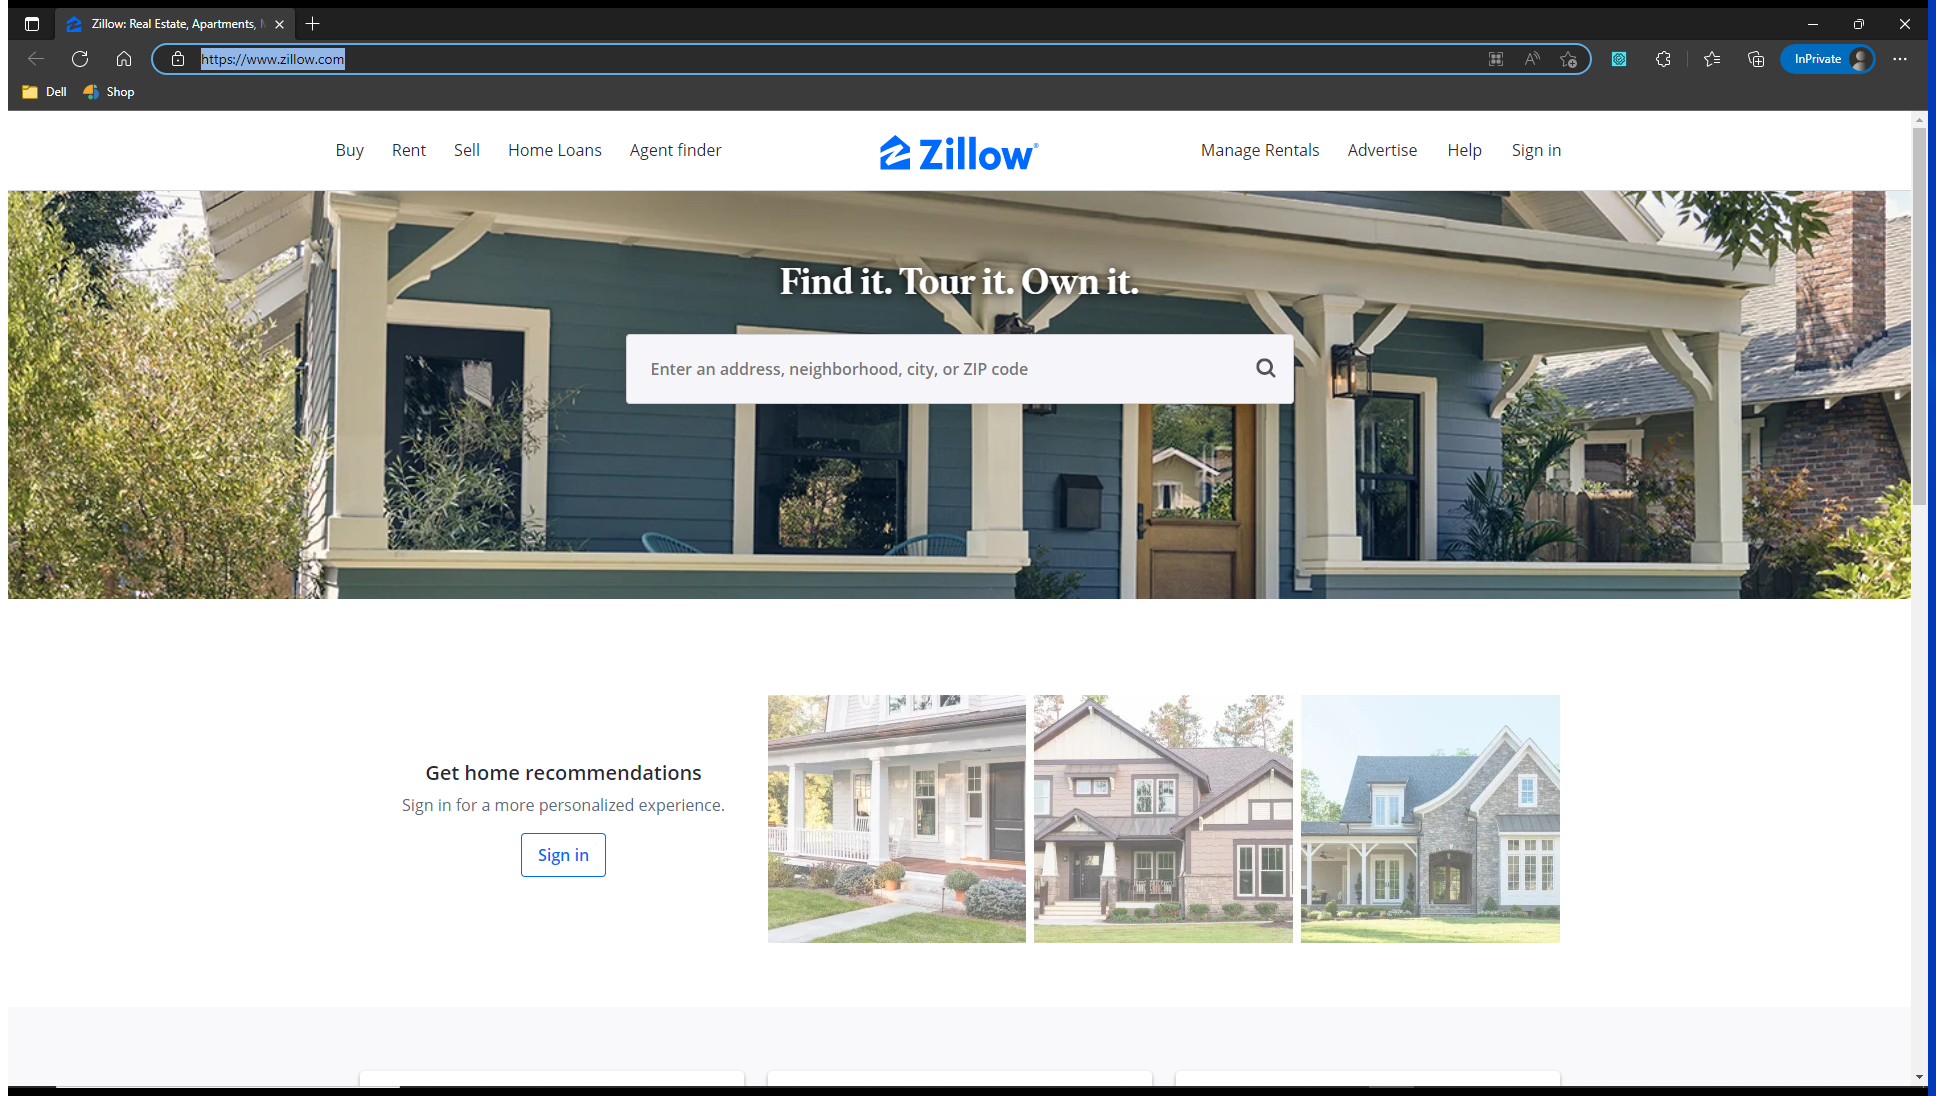 Zillow: Real Estate, Apartments,
https://www.zillow.com
InPrivate
Dell
Shop
Buy
Rent
Sell
Home Loans
Agent finder
Zillow®
Manage Rentals
Advertise
Help
Sign in
Find it. Tour it. Own it.
Enter an address, neighborhood, city, or ZIP code
Get home recommendations
Sign in for a more personalized experience.
Sign in